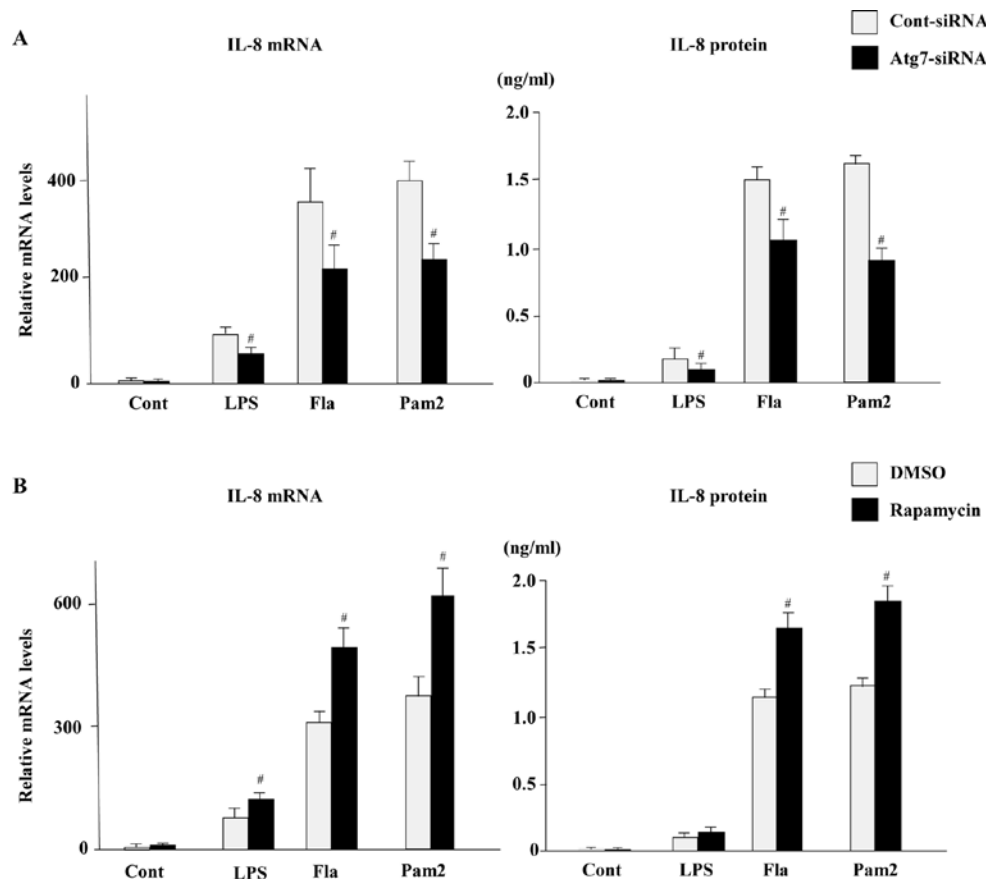 A
IL-8 mRNA
IL-8 protein
Cont-siRNA
Atg7-siRNA
(ng/ml)
Relative mRNA levels
400
200
0
2.0
1.5
1.0
0.5
0
# # #
# # #
Cont LPS Fla Pam2
Cont LPS Fla Pam2
B
IL-8 mRNA
IL-8 protein
DMSO
Rapamycin
(ng/ml)
Relative mRNA levels
600
300
0
2.0
1.5
1.0
0.5
0.0
# # #
# #
Cont LPS Fla Pam2
Cont LPS Fla Pam2